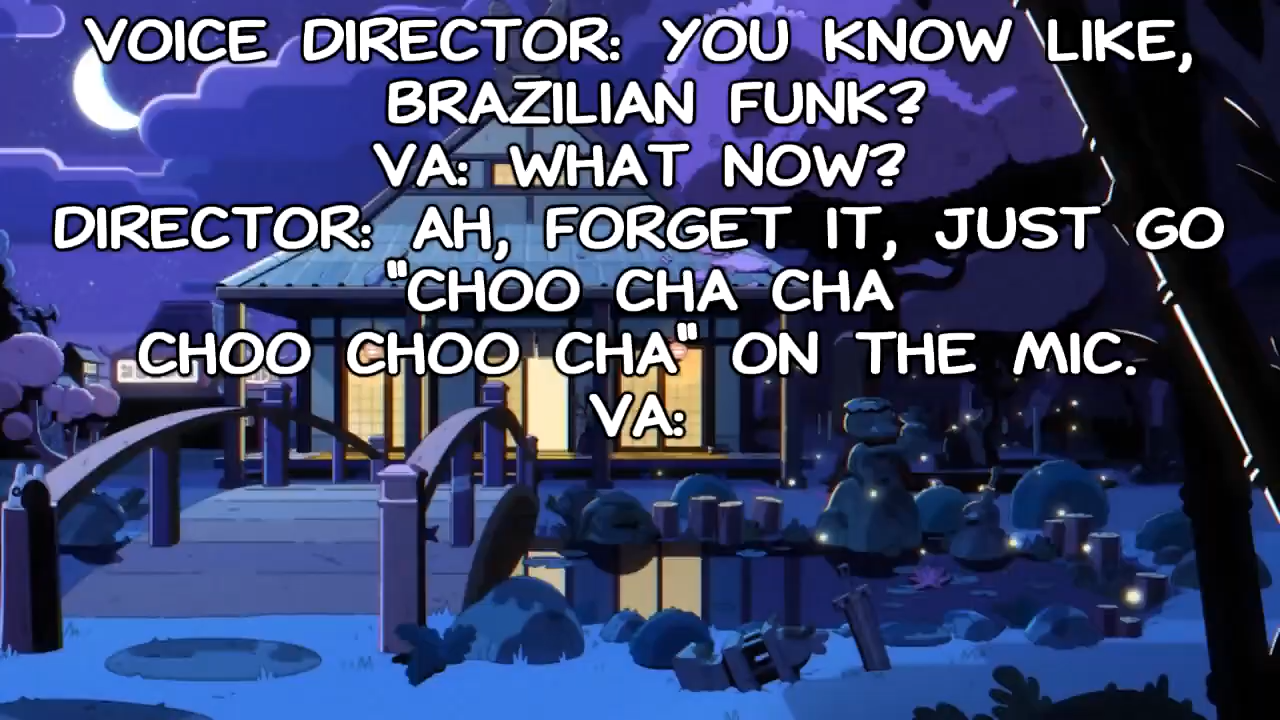 VOICE DIRECTOR: YOU KNOW LIKE,
BRAZILIAN FUNK?
VA: WHAT NOW?
DIRECTOR: AH, FORGET IT, JUST GO
"CHOO CHA CHA
CHOO CHOO CHA" ON THE MIC.
VA: